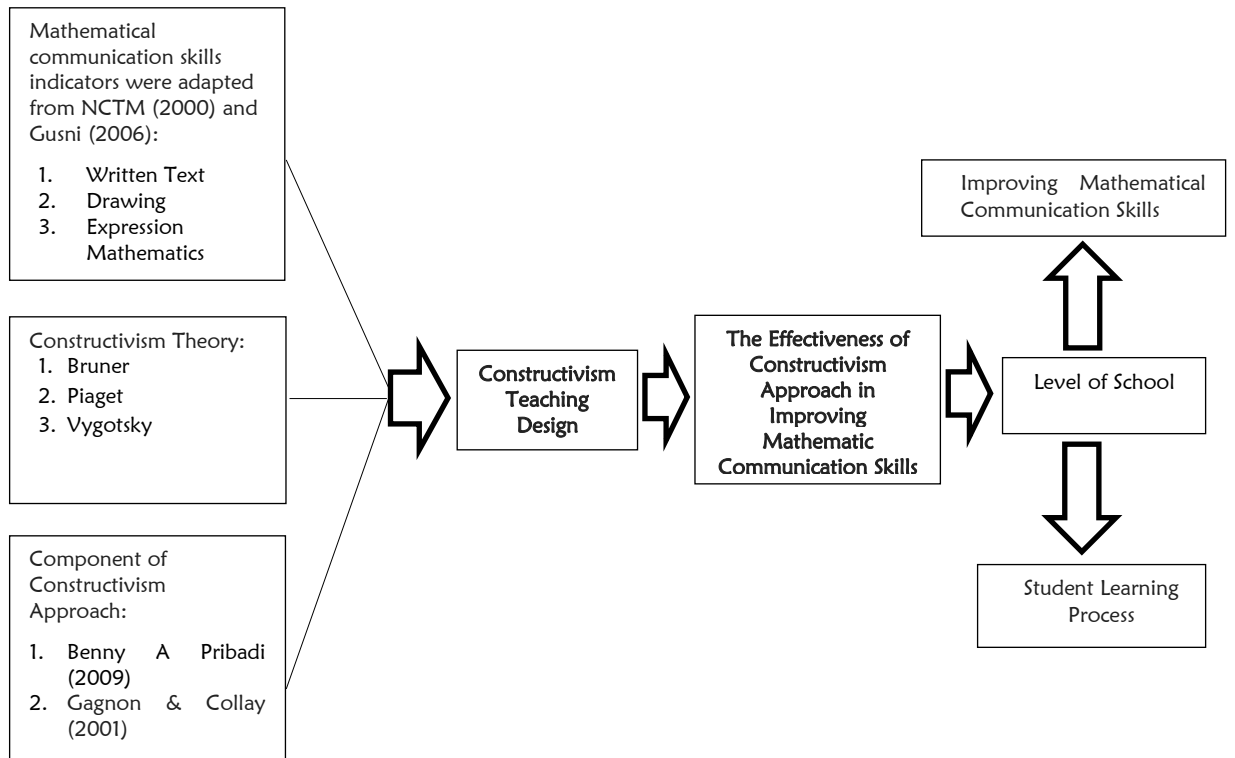 Mathematical
communication skills
indicators were adapted
from NCTM (2000) and
Gusni (2006):
1. Written Text
2. Drawing
3. Expression
Mathematics
Constructivism Theory:
1. Bruner
2. Piaget
3. Vygotsky
Component of
Constructivism
Approach:
1. Benny A Pribadi
(2009)
2. Gagnon & Collay
(2001)
Constructivism
Teaching
Design
The Effectiveness of
Constructivism
Approach in
Improving
Mathematic
Communication Skills
Improving Mathematical
Communication Skills
Level of School
Student Learning
Process